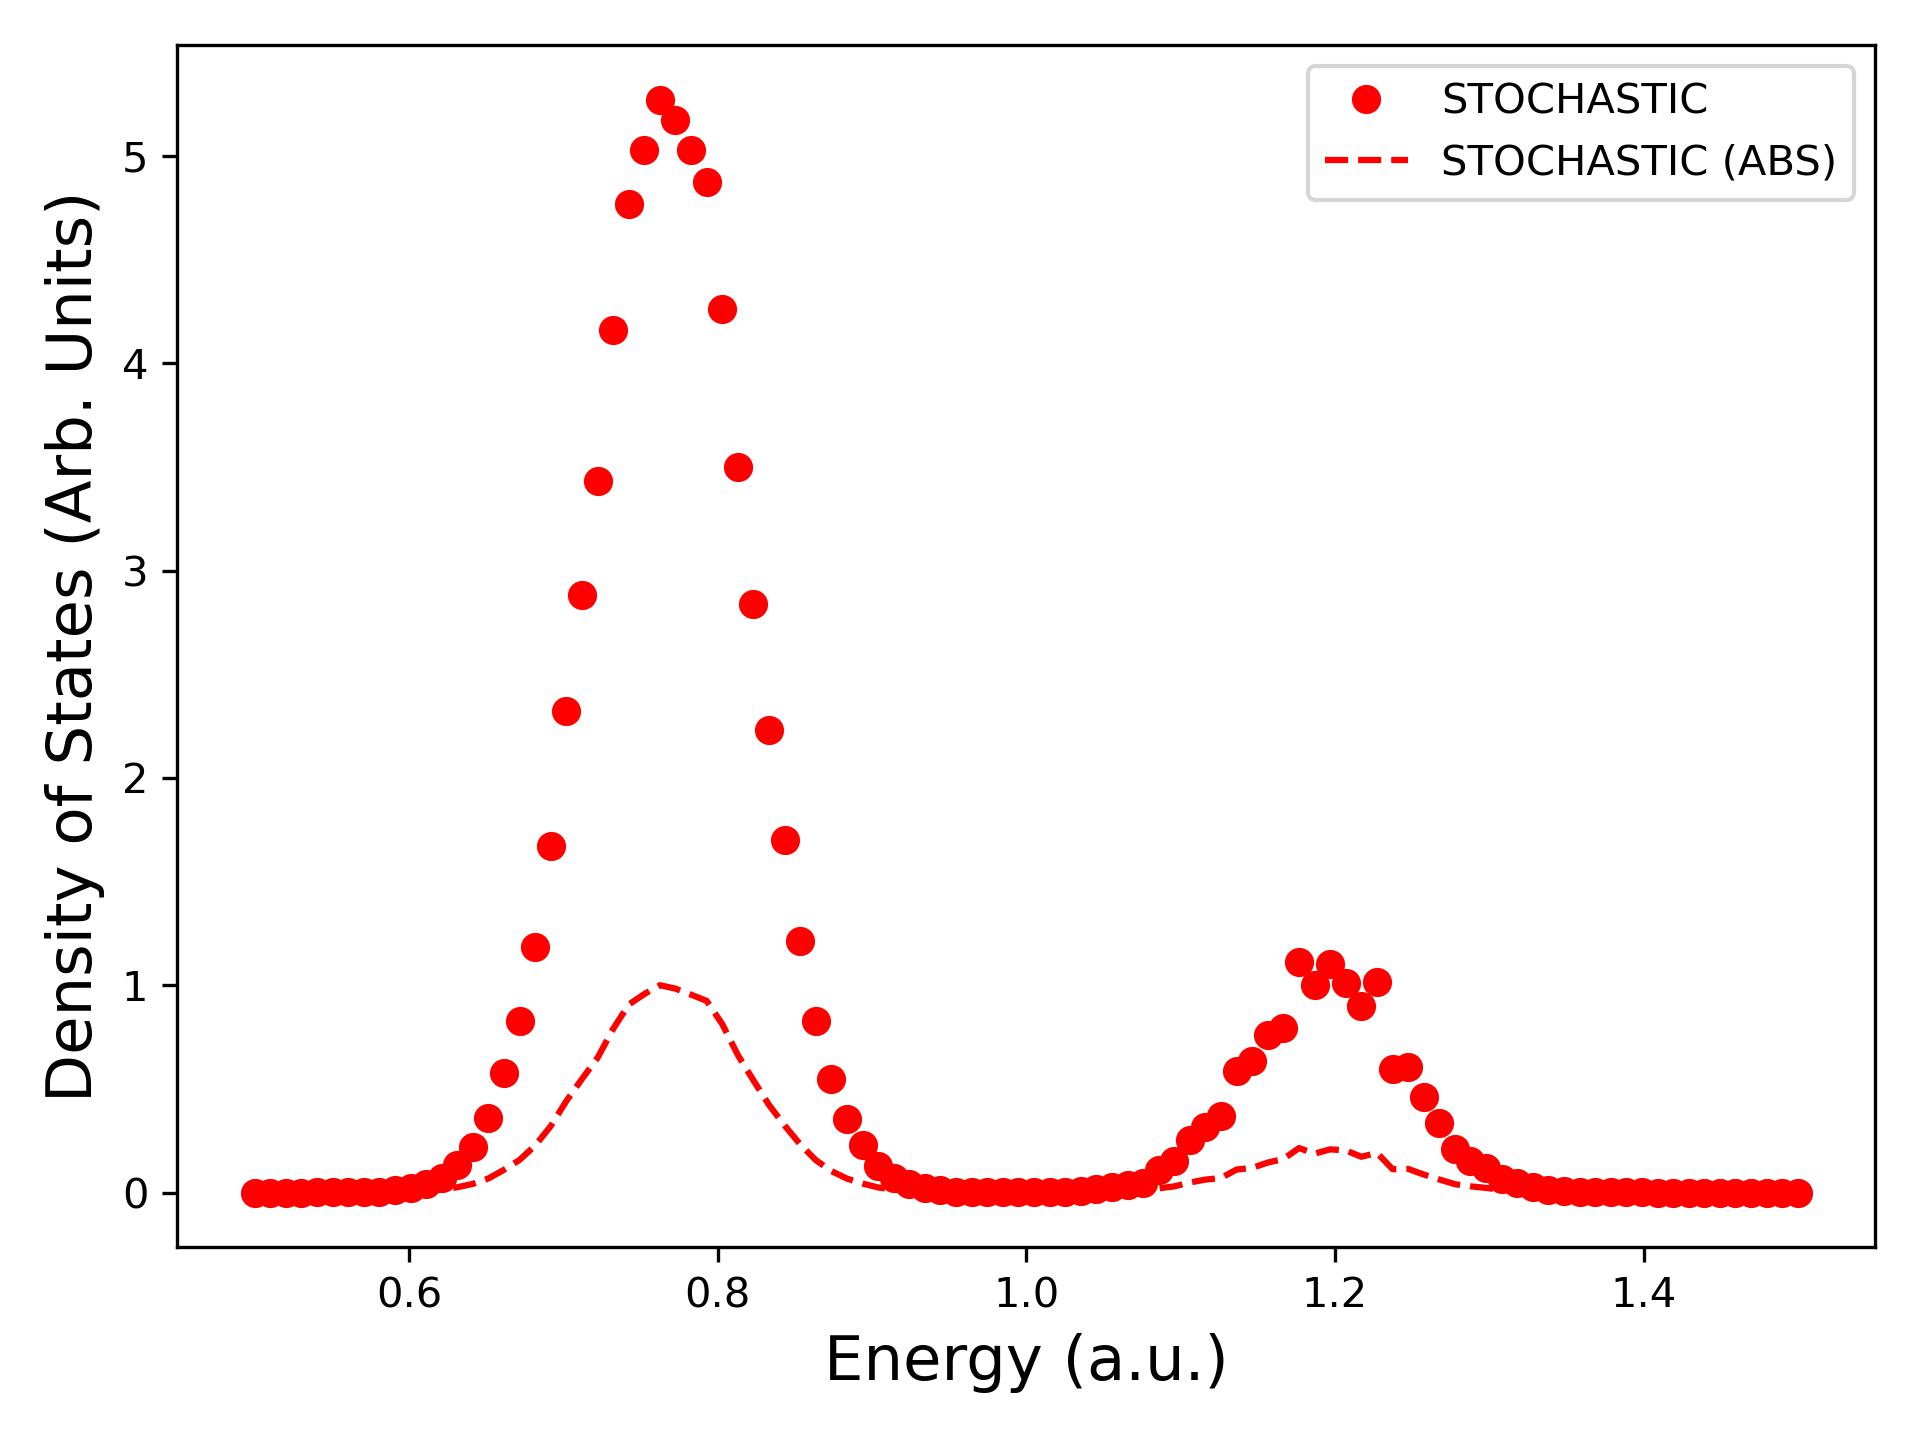 STOCHASTIC
STOCHASTIC (ABS)
Density of States (Arb. Units)
5
4
3
2
1
0
0.6 0.8 1.0 1.2 1.4
Energy (a.u.)